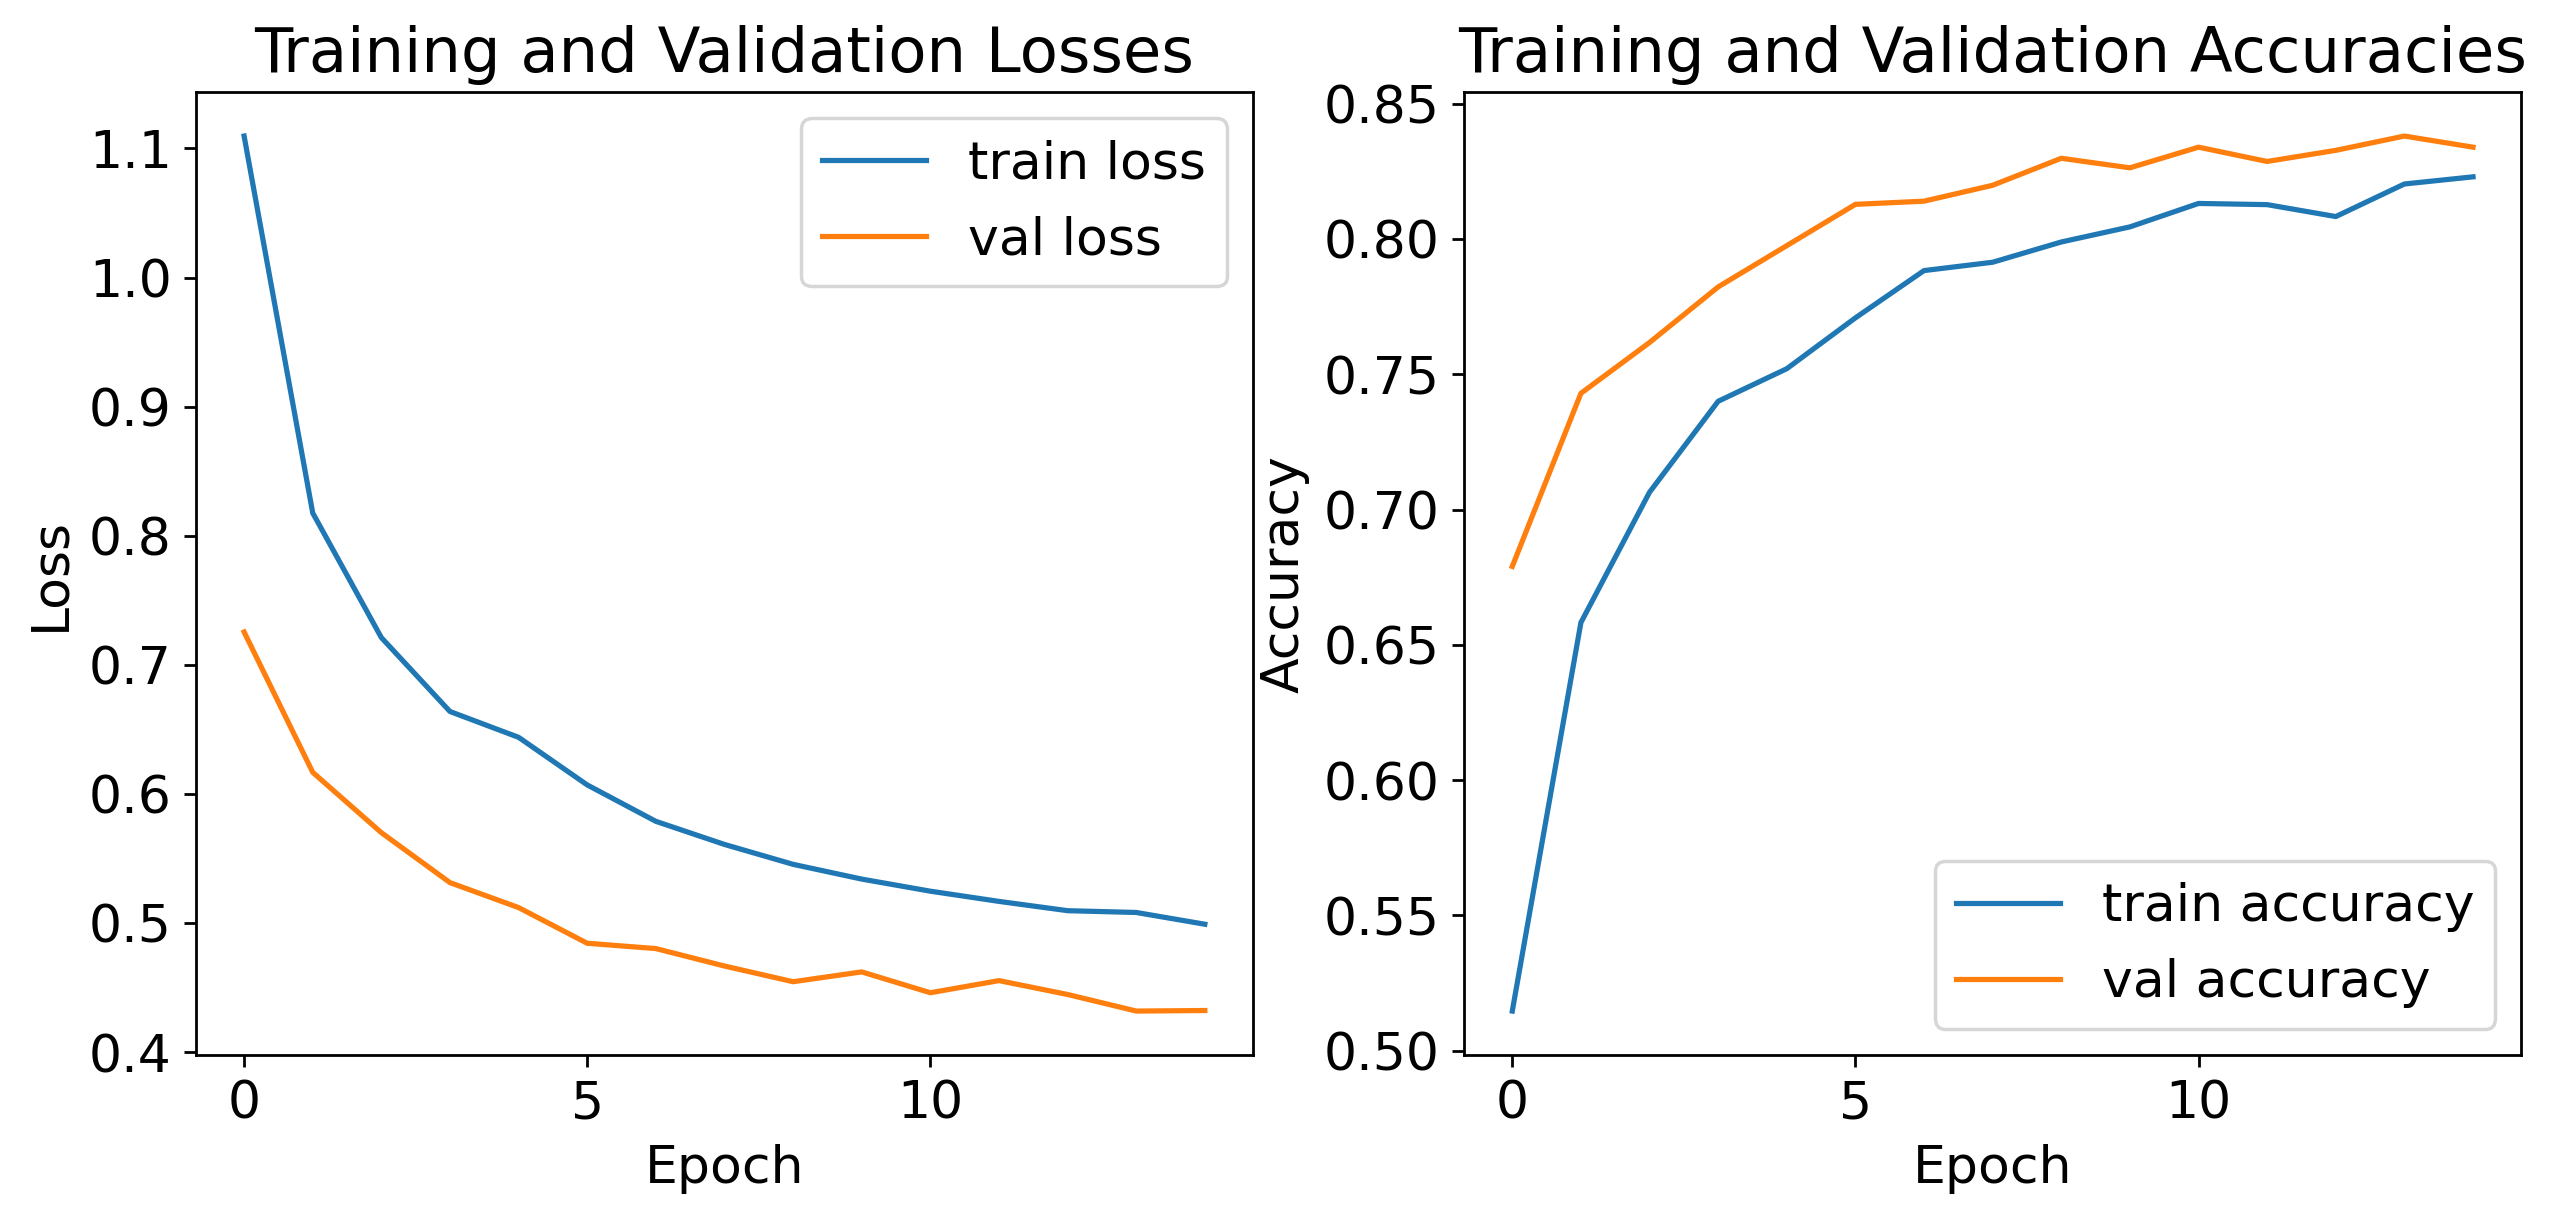 Training and Validation Losses
1.1
1.0
0.9
0.8
0.7
0.6
0.5
0.4
Loss
0 5 10
Epoch
train loss
val loss
Training and Validation Accuracies
0.85
0.80
0.75
0.70
0.65
0.60
0.55
0.50
Accuracy
0 5 10
Epoch
train accuracy
val accuracy